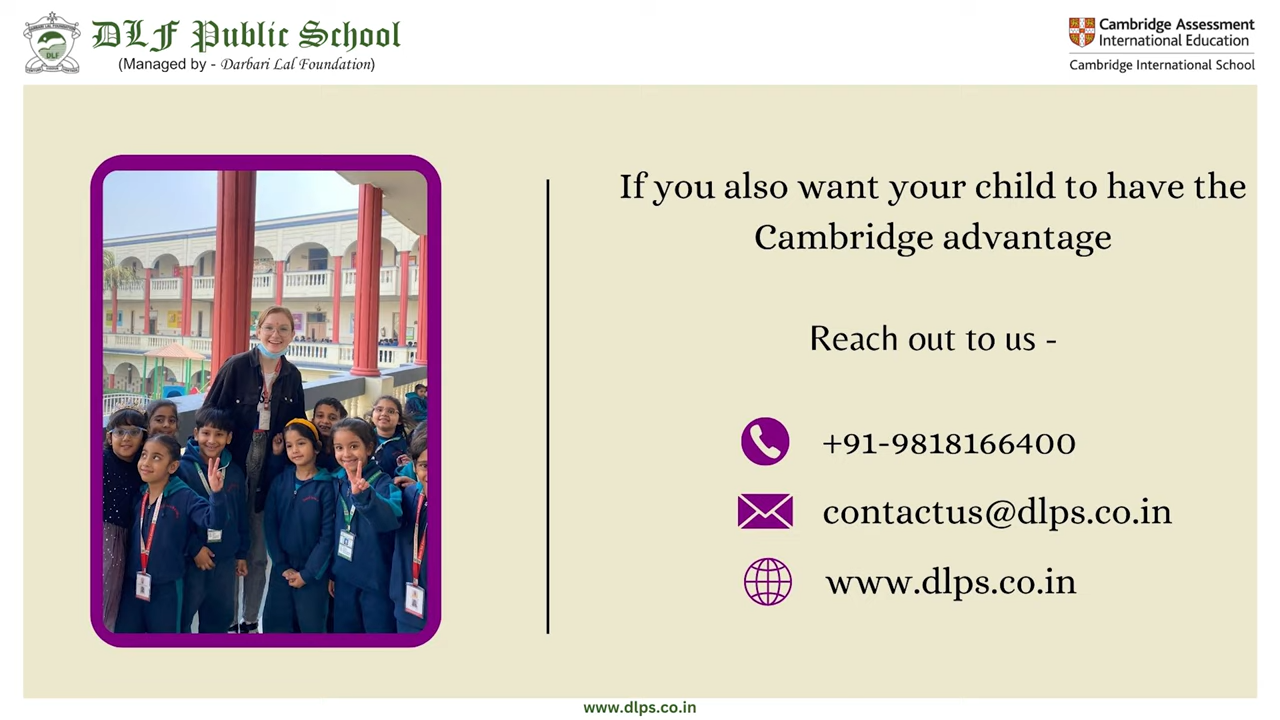 DLF Public School
(Managed by - Darbari Lal Foundation)
Cambridge Assessment
International Education
Cambridge International School
If you also want your child to have the
Cambridge advantage
Reach out to us -
+91-9818166400
contactus@dlps.co.in
www.dlps.co.in
www.dlps.co.in